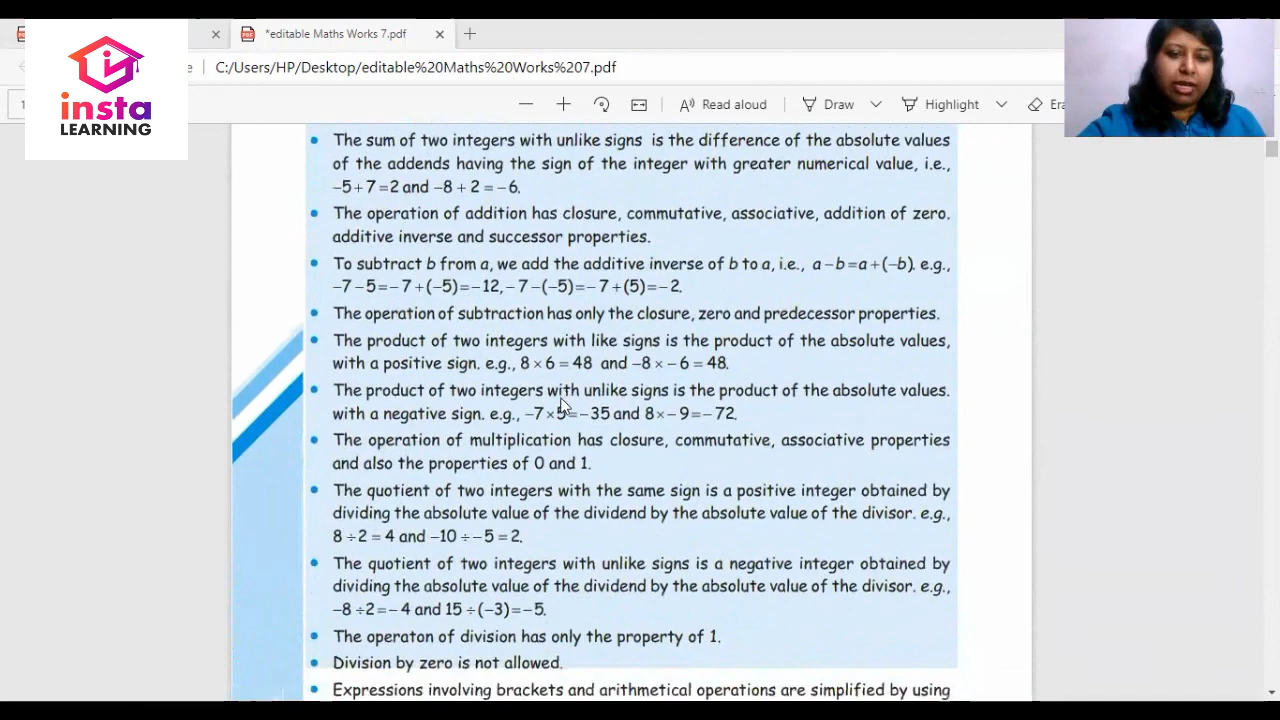 *editable Maths Works 7.pdf
C:/Users/HP/Desktop/editable%20Maths%20Works%207.pdf
insta
LEARNING
Read aloud
Draw
Highlight
Era
The sum of two integers with unlike signs is the difference of the absolute values
of the addends having the sign of the integer with greater numerical value, i.e.,
−5+7=2 and −8+2=−6.
The operation of addition has closure, commutative, associative, addition of zero.
additive inverse and successor properties.
To subtract b from a, we add the additive inverse of b to a, i.e., a−b=a+(−b). e.g.,
−7−5=−7+(−5)=−12,−7−(−5)=−7+(5)=−2.
The operation of subtraction has only the closure, zero and predecessor properties.
The product of two integers with like signs is the product of the absolute values,
with a positive sign. e.g., 8×6=48 and −8×−6=48.
The product of two integers with unlike signs is the product of the absolute values.
with a negative sign. e.g., −7×5=−35 and 8×−9=−72.
The operation of multiplication has closure, commutative, associative properties
and also the properties of 0 and 1.
The quotient of two integers with the same sign is a positive integer obtained by
dividing the absolute value of the dividend by the absolute value of the divisor. e.g.,
8÷2=4 and −10÷−5=2.
The quotient of two integers with unlike signs is a negative integer obtained by
dividing the absolute value of the dividend by the absolute value of the divisor. e.g.,
−8÷2=−4 and 15÷(−3)=−5.
The operaton of division has only the property of 1.
Division by zero is not allowed.
Expressions involving brackets and arithmetical operations are simplified by using